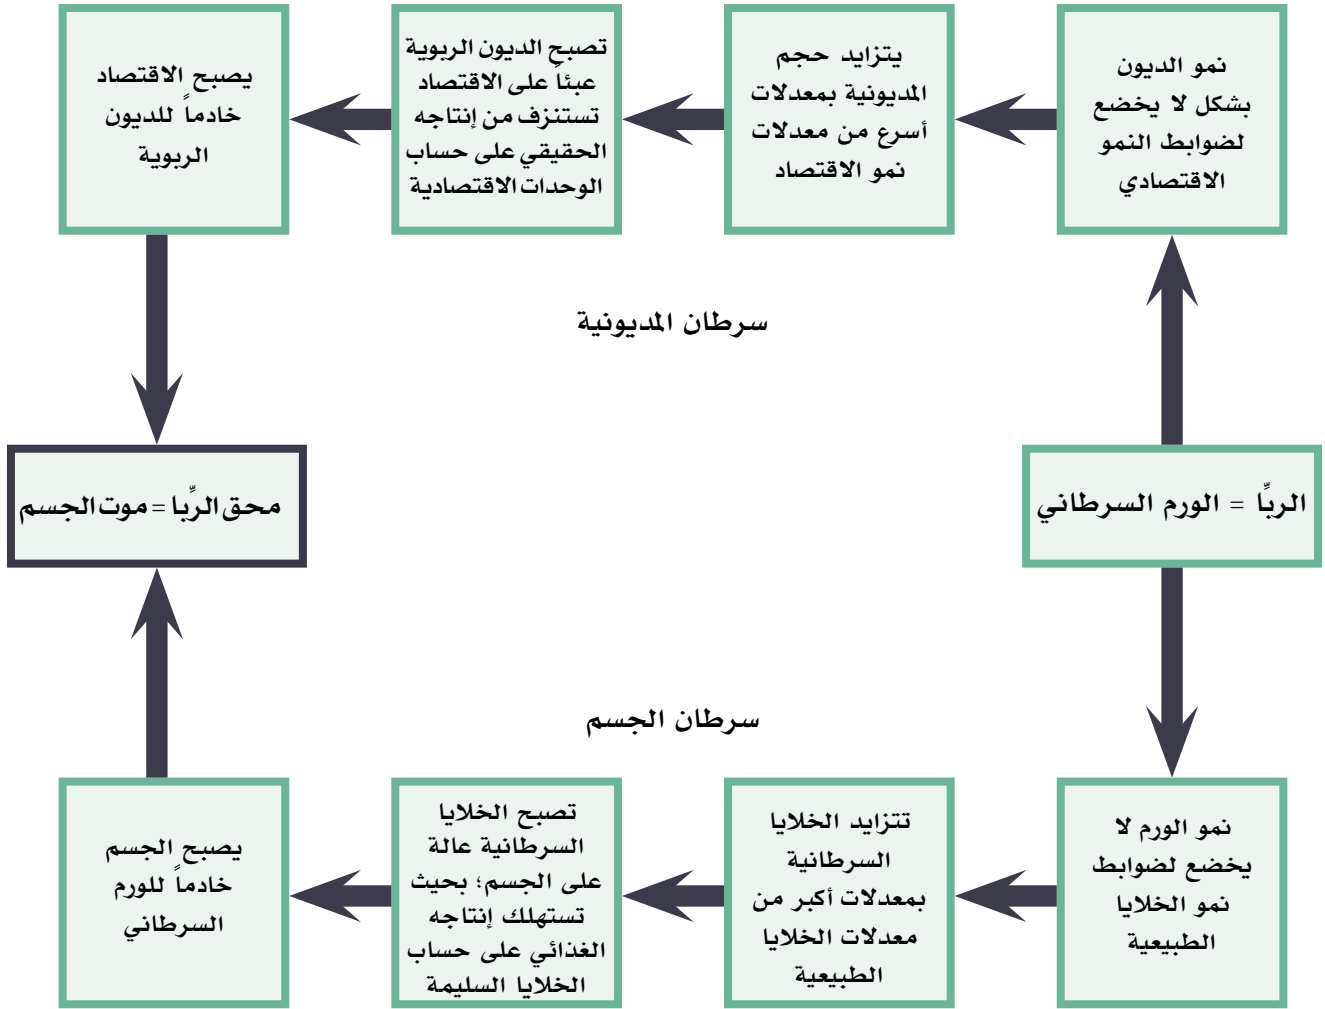 نمو الديون
بشكل لا يخضع
لضوابط النمو
الاقتصادي
يتزايد حجم
المديونية بمعدلات
أسرع من معدلات
نمو الاقتصاد
تصبح الديون الربوية
عبئاً على الاقتصاد
تستنزف من إنتاجه
الحقيقي على حساب
الوحدات الاقتصادية
يصبح الاقتصاد
خادماً للديون
الربوية
سرطان المديونية
الربِّا = الورم السرطاني
محق الرِّبا = موت الجسم
سرطان الجسم
نمو الورم لا
يخضع لضوابط
نمو الخلايا
الطبيعية
تتزايد الخلايا
السرطانية
بمعدلات أكبر من
معدلات الخلايا
الطبيعية
تصبح الخلايا
السرطانية عالة
على الجسم؛ بحيث
تستهلك إنتاجه
الغذائي على حساب
الخلايا السليمة
يصبح الجسم
خادماً للورم
السرطاني